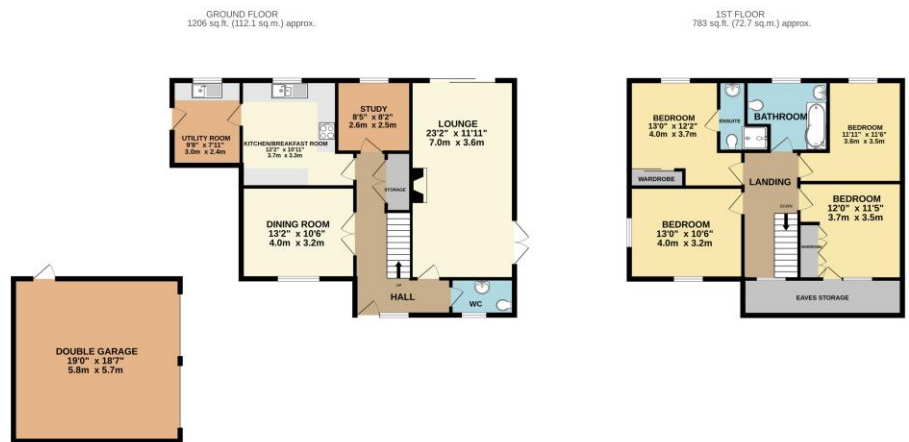 GROUND FLOOR
1206 sq.ft. (112.1 sq.m.) approx.
UTILITY ROOM
9'8" x 7'11"
3.0m x 2.4m
KITCHEN/BREAKFAST ROOM
12'2" x 10'11"
3.7m x 3.3m
STUDY
8'5" x 8'2"
2.6m x 2.5m
LOUNGE
23'2" x 11'11"
7.0m x 3.6m
STORAGE
DINING ROOM
13'2" x 10'6"
4.0m x 3.2m
UP
HALL
WC
DOUBLE GARAGE
19'0" x 18'7"
5.8m x 5.7m
1ST FLOOR
783 sq.ft. (72.7 sq.m.) approx.
BEDROOM
13'0" x 12'2"
4.0m x 3.7m
ENSUITE
BATHROOM
BEDROOM
11'11" x 11'6"
3.6m x 3.5m
WARDROBE
LANDING
DOWN
BEDROOM
13'0" x 10'6"
4.0m x 3.2m
BEDROOM
12'0" x 11'5"
3.7m x 3.5m
WARDROBE
EAVES STORAGE